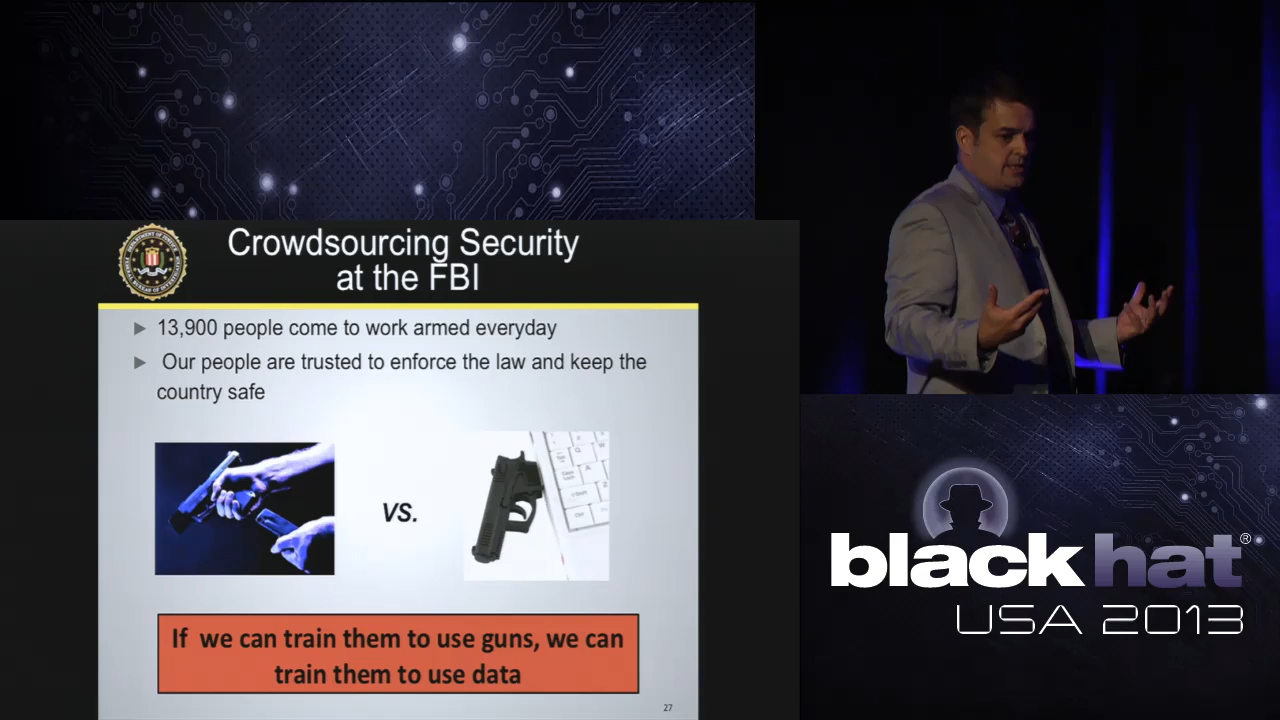 Crowdsourcing Security
at the FBI
13,900 people come to work armed everyday
Our people are trusted to enforce the law and keep the
country safe
VS.
If we can train them to use guns, we can
train them to use data
27
blackhat®
USA 2013